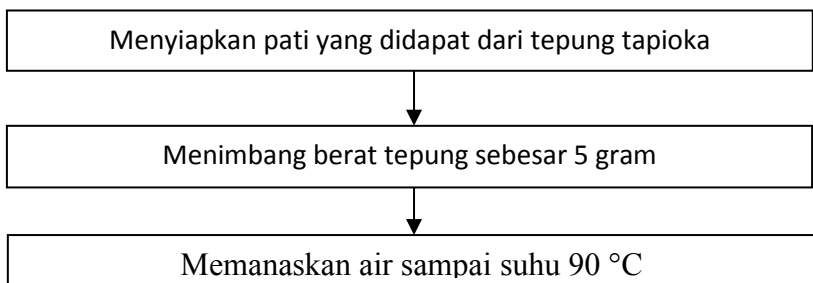 Menyiapkan pati yang didapat dari tepung tapioka
Menimbang berat tepung sebesar 5 gram
Memanaskan air sampai suhu 90 °C